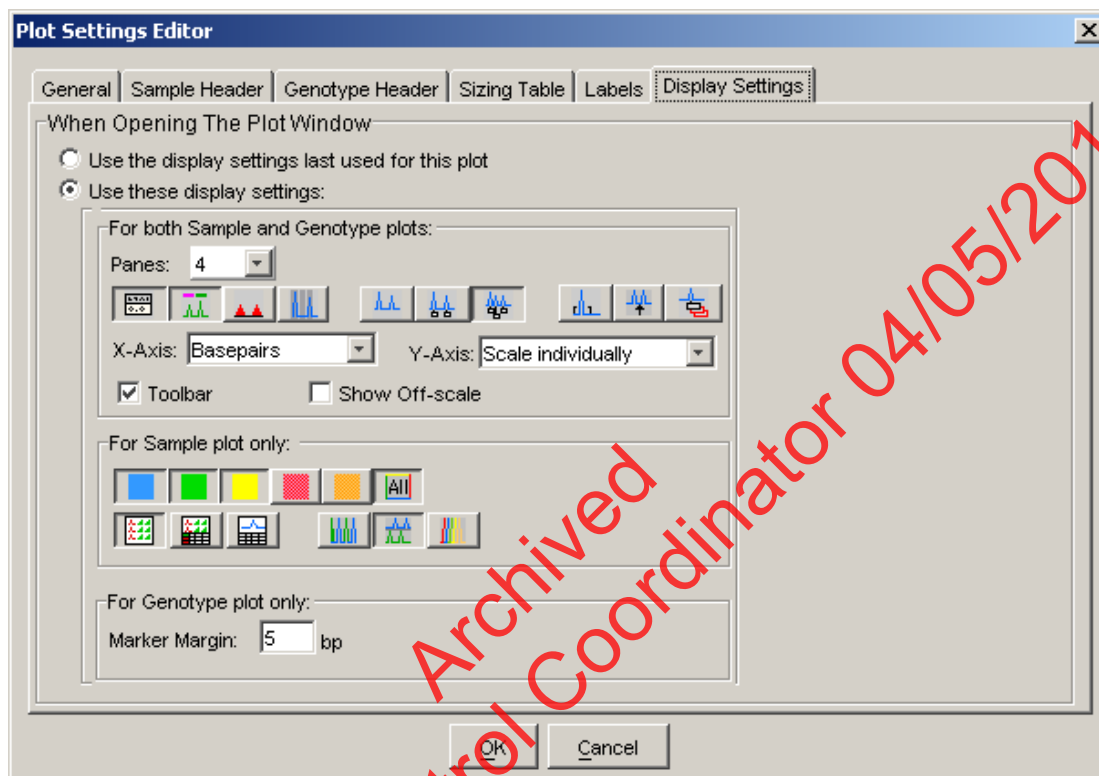 Plot Settings Editor
General Sample Header Genotype Header Sizing Table Labels Display Settings
When Opening The Plot Window
Use the display settings last used for this plot
Use these display settings:
For both Sample and Genotype plots:
Panes: 4
X-Axis: Basepairs Y-Axis: Scale individually
Toolbar Show Off-scale
For Sample plot only:
All
For Genotype plot only:
Marker Margin: 5 bp
OK Cancel
Archived
Coordinator 04/05/201